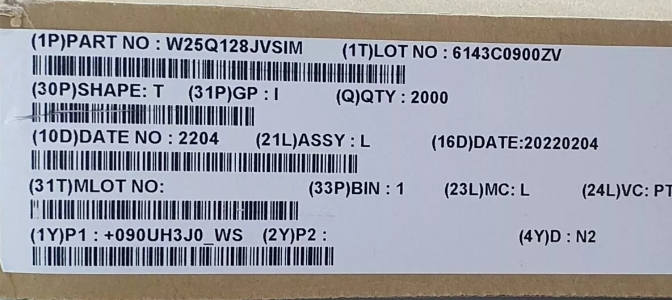 (1P)PART NO : W25Q128JVSIM (1T)LOT NO : 6143C0900ZV
(30P)SHAPE: T (31P)GP : I (Q)QTY : 2000
(10D)DATE NO : 2204 (21L)ASSY : L (16D)DATE:20220204
(31T)MLOT NO: (33P)BIN : 1 (23L)MC: L (24L)VC: PT
(1Y)P1 : +090UH3J0_WS (2Y)P2 : (4Y)D : N2